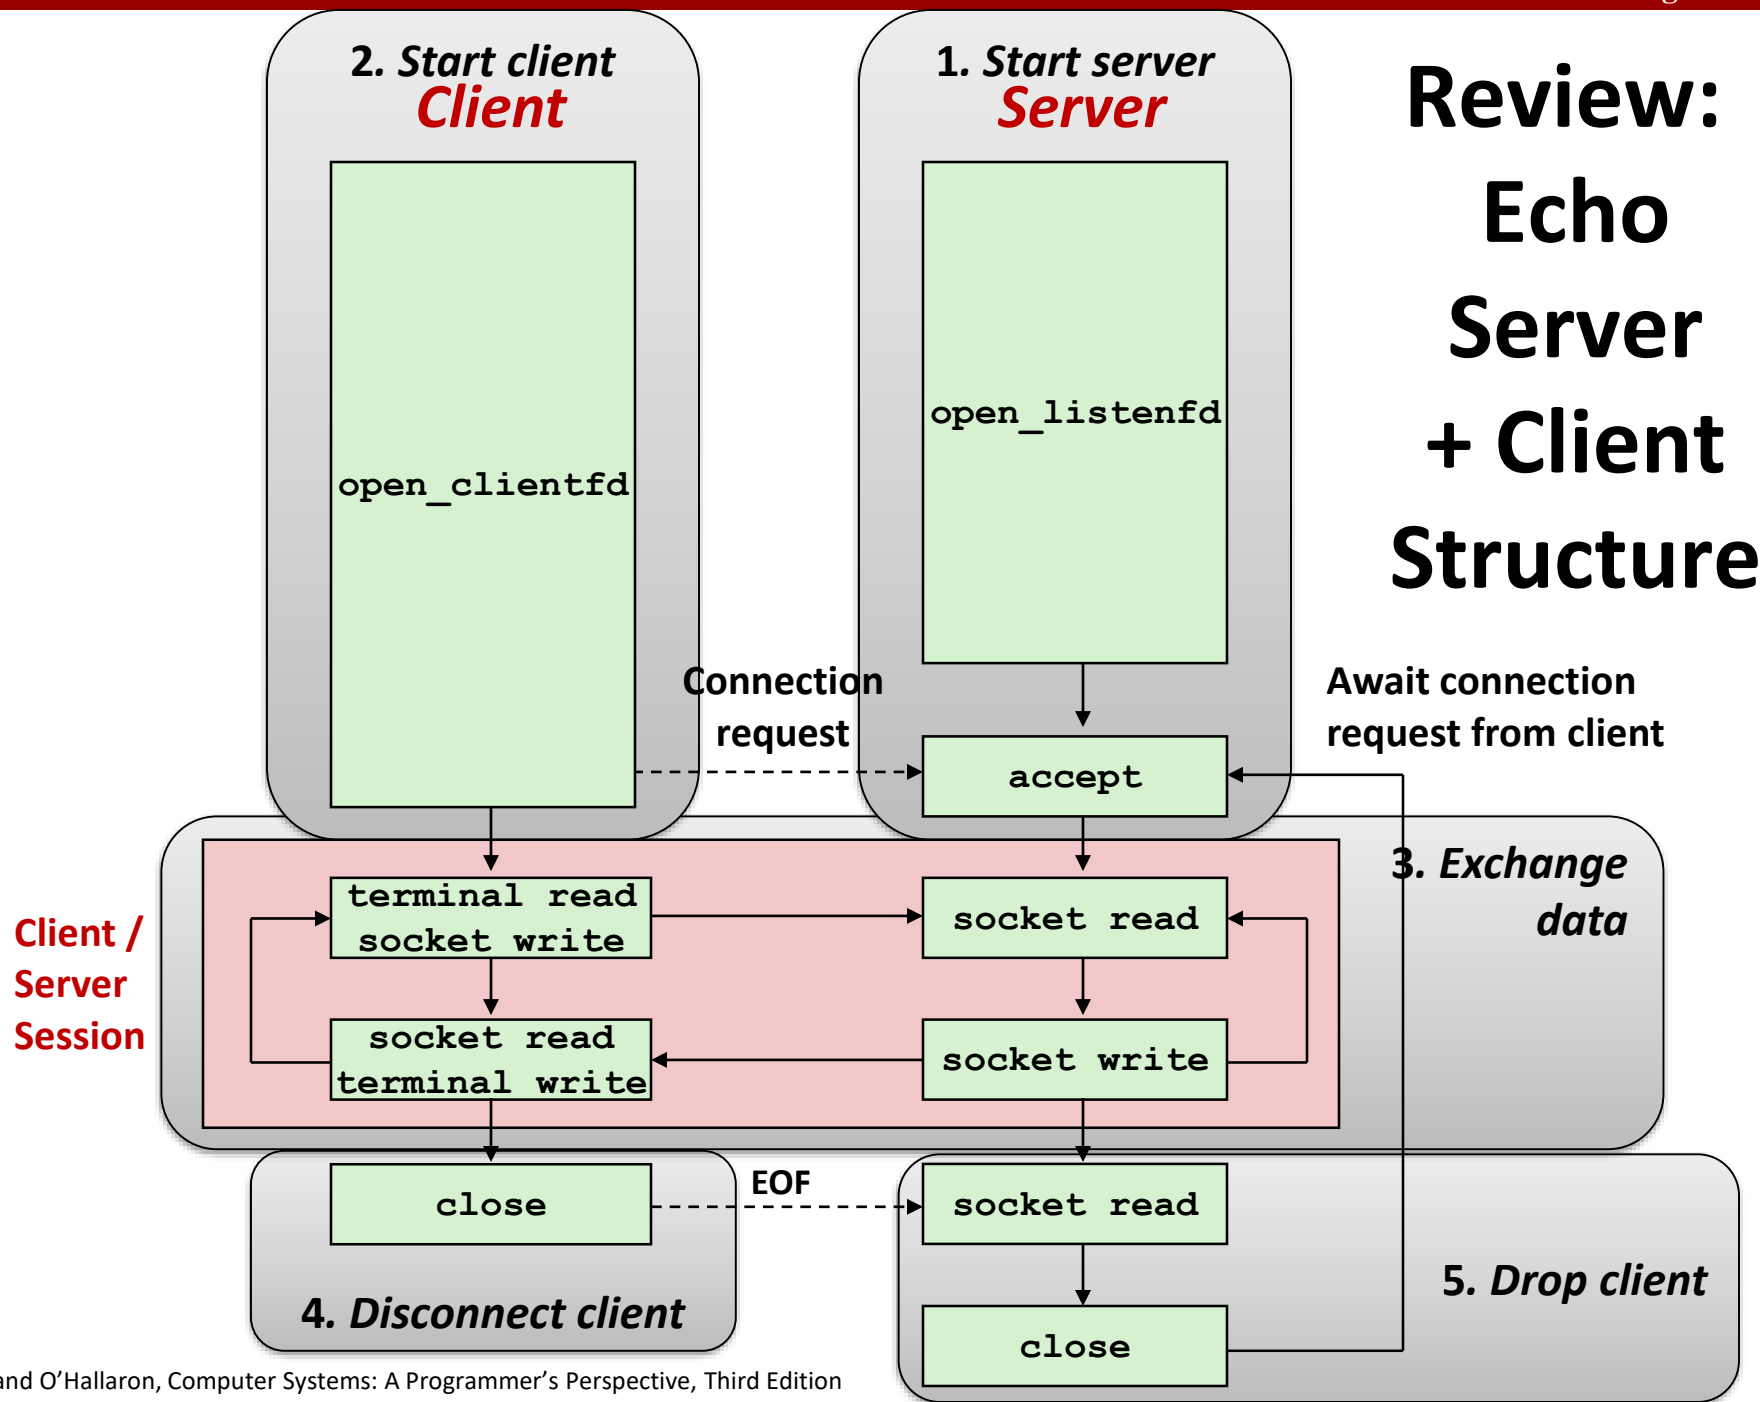 2. Start client
Client
1. Start server
Server
Review:
Echo
Server
+ Client
Structure
open_listenfd
open_clientfd
Connection
request
Await connection
request from client
accept
3. Exchange
data
Client /
Server
Session
terminal read
socket write
socket read
socket read
terminal write
socket write
close
EOF
socket read
4. Disconnect client
5. Drop client
close
and O’Hallaron, Computer Systems: A Programmer’s Perspective, Third Edition